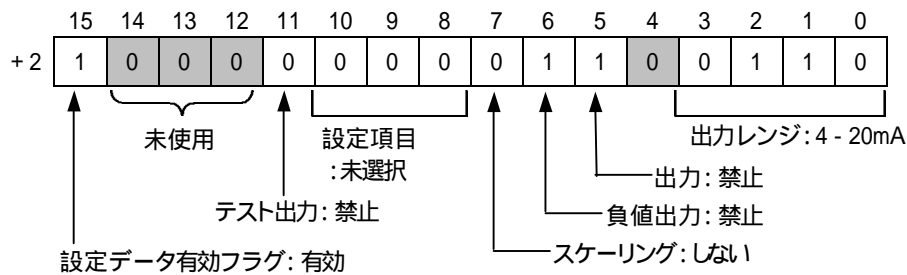 15 14 13 12 11 10 9 8 7 6 5 4 3 2 1 0
+2 1 0 0 0 0 0 0 0 0 1 1 0 0 1 1 0
未使用
設定項目
:未選択
出力レンジ:4 - 20mA
出力:禁止
テスト出力:禁止
負値出力:禁止
スケーリング:しない
設定データ有効フラグ:有効